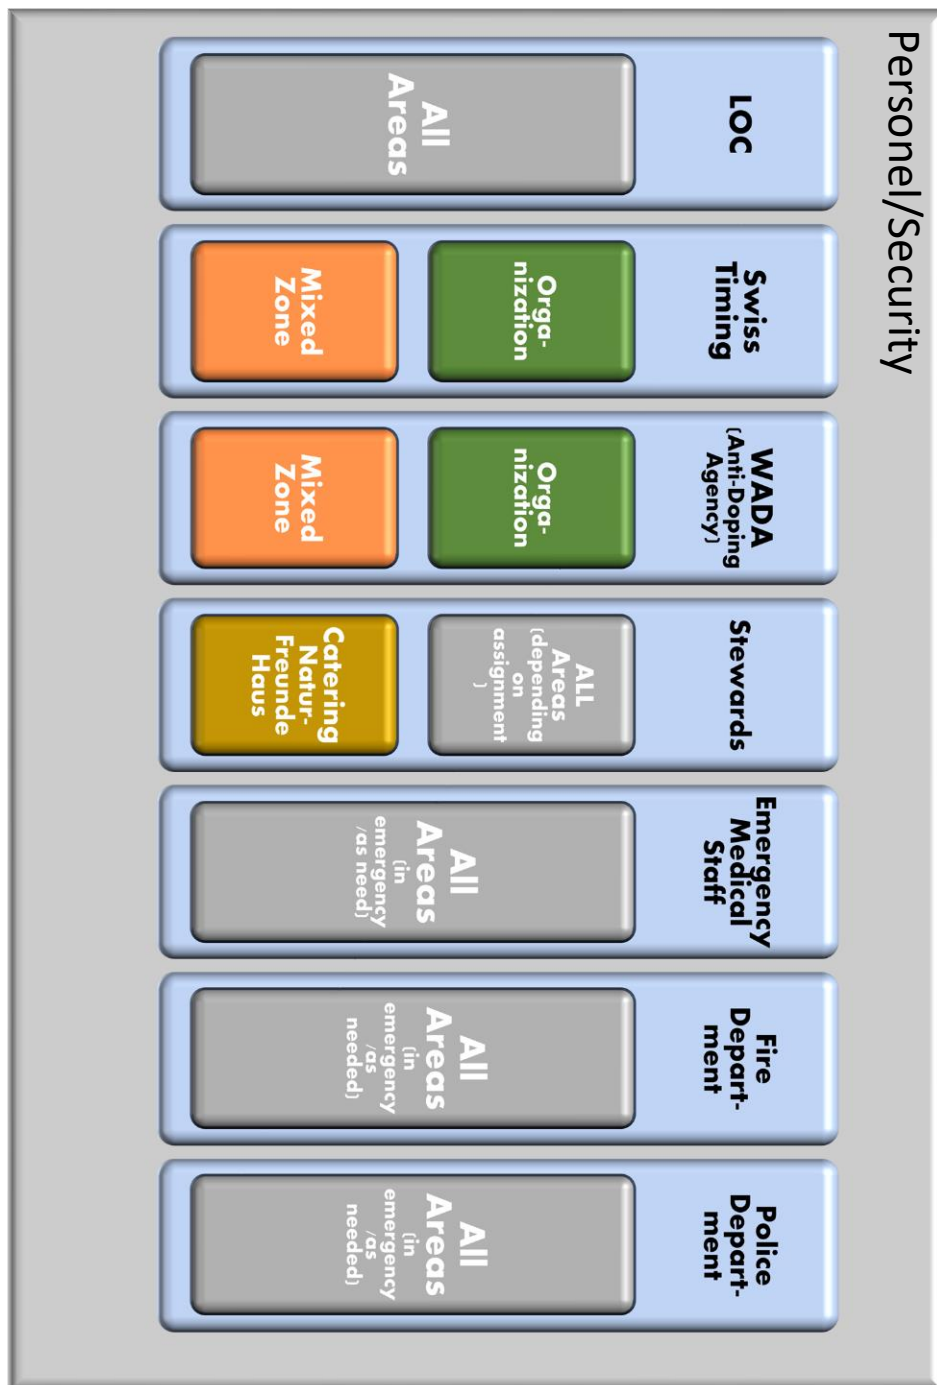 Personel/Security
LOC
All
Areas
Swiss
Timing
Orga-
nization
Mixed
Zone
WADA
(Anti-Doping
Agency)
Orga-
nization
Mixed
Zone
Stewards
ALL
Areas
(depending
on
assignment
)
Catering
Natur-
Freunde
Haus
Emergency
Medical
Staff
All
Areas
(in
emergency
/as need)
Fire
Depart-
ment
All
Areas
(in
emergency
/as
needed)
Police
Depart-
ment
All
Areas
(in
emergency
/as
needed)